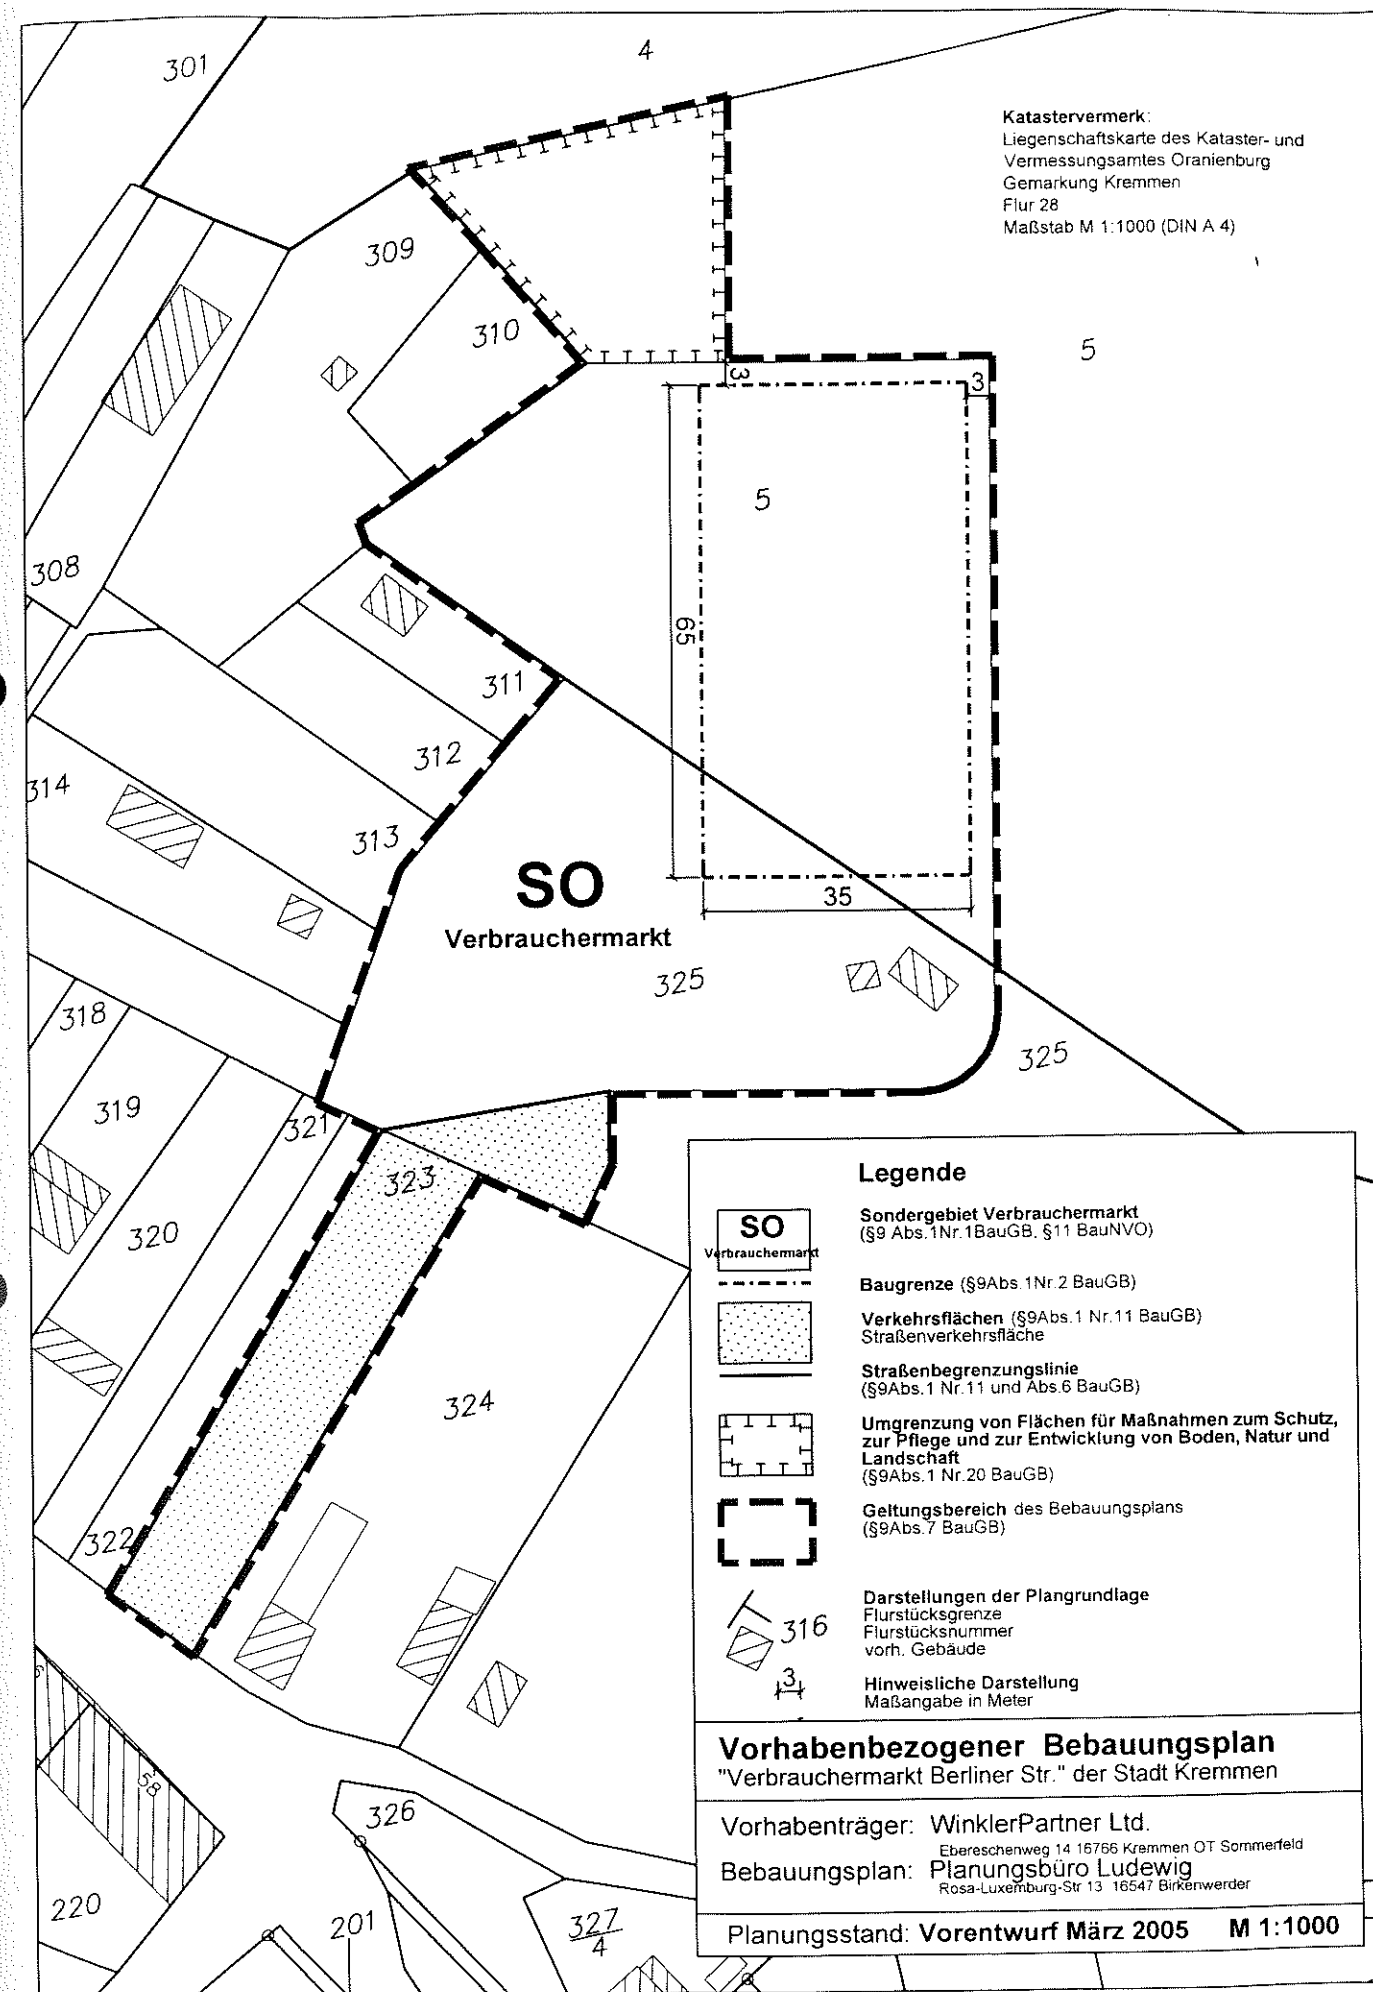 301
4
Katastervermerk:
Liegenschaftskarte des Kataster- und
Vermessungsamtes Oranienburg
Gemarkung Kremmen
Flur 28
Maßstab M 1:1000 (DIN A 4)
309
310
5
3
3
5
308
65
311
312
314
313
SO
Verbrauchermarkt
35
325
318
325
319
321
323
320
324
322
Legende
SO
Verbrauchermarkt
Sondergebiet Verbrauchermarkt
(§9 Abs.1Nr.1BauGB, §11 BauNVO)
Baugrenze (§9Abs.1Nr.2 BauGB)
Verkehrsflächen (§9Abs.1 Nr.11 BauGB)
Straßenverkehrsfläche
Straßenbegrenzungslinie
(§9Abs.1 Nr.11 und Abs.6 BauGB)
Umgrenzung von Flächen für Maßnahmen zum Schutz,
zur Pflege und zur Entwicklung von Boden, Natur und
Landschaft
(§9Abs.1 Nr.20 BauGB)
Geltungsbereich des Bebauungsplans
(§9Abs.7 BauGB)
Darstellungen der Plangrundlage
Flurstücksgrenze
316
Flurstücksnummer
vorh. Gebäude
3
Hinweisliche Darstellung
Maßangabe in Meter
Vorhabenbezogener Bebauungsplan
"Verbrauchermarkt Berliner Str." der Stadt Kremmen
Vorhabenträger: WinklerPartner Ltd.
Ebereschenweg 14 16766 Kremmen OT Sommerfeld
Bebauungsplan: Planungsbüro Ludewig
Rosa-Luxemburg-Str 13 16547 Birkenwerder
Planungsstand: Vorentwurf März 2005 M 1:1000
58
326
220
201
327
4